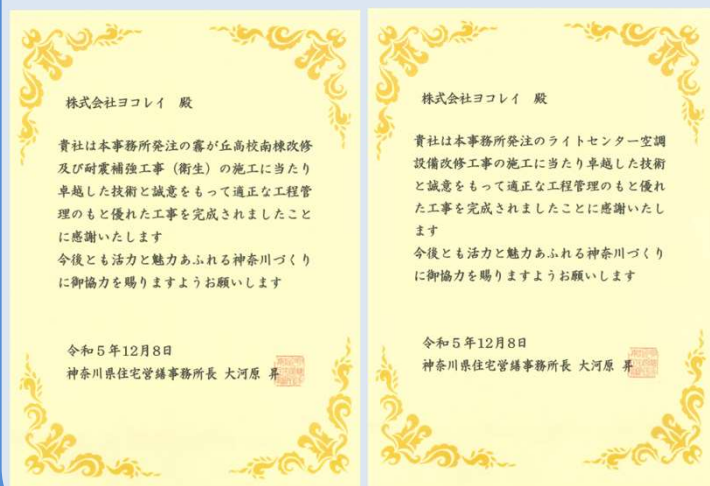 株式会社ヨコレイ　殿
貴社は本事務所発注の霧が丘高校南棟改修
及び耐震補強工事（衛生）の施工に当たり
卓越した技術と誠意をもって適正な工程管
理のもと優れた工事を完成されましたこと
に感謝いたします
今後とも活力と魅力あふれる神奈川づくり
に御協力を賜りますようお願いします
令和５年12月8日
神奈川県住宅営繕事務所長 大河原 昇
株式会社ヨコレイ　殿
貴社は本事務所発注のライトセンター空調
設備改修工事の施工に当たり卓越した技術
と誠意をもって適正な工程管理のもと優れ
た工事を完成されましたことに感謝いたし
ます
今後とも活力と魅力あふれる神奈川づくり
に御協力を賜りますようお願いします
令和５年12月8日
神奈川県住宅営繕事務所長 大河原 昇